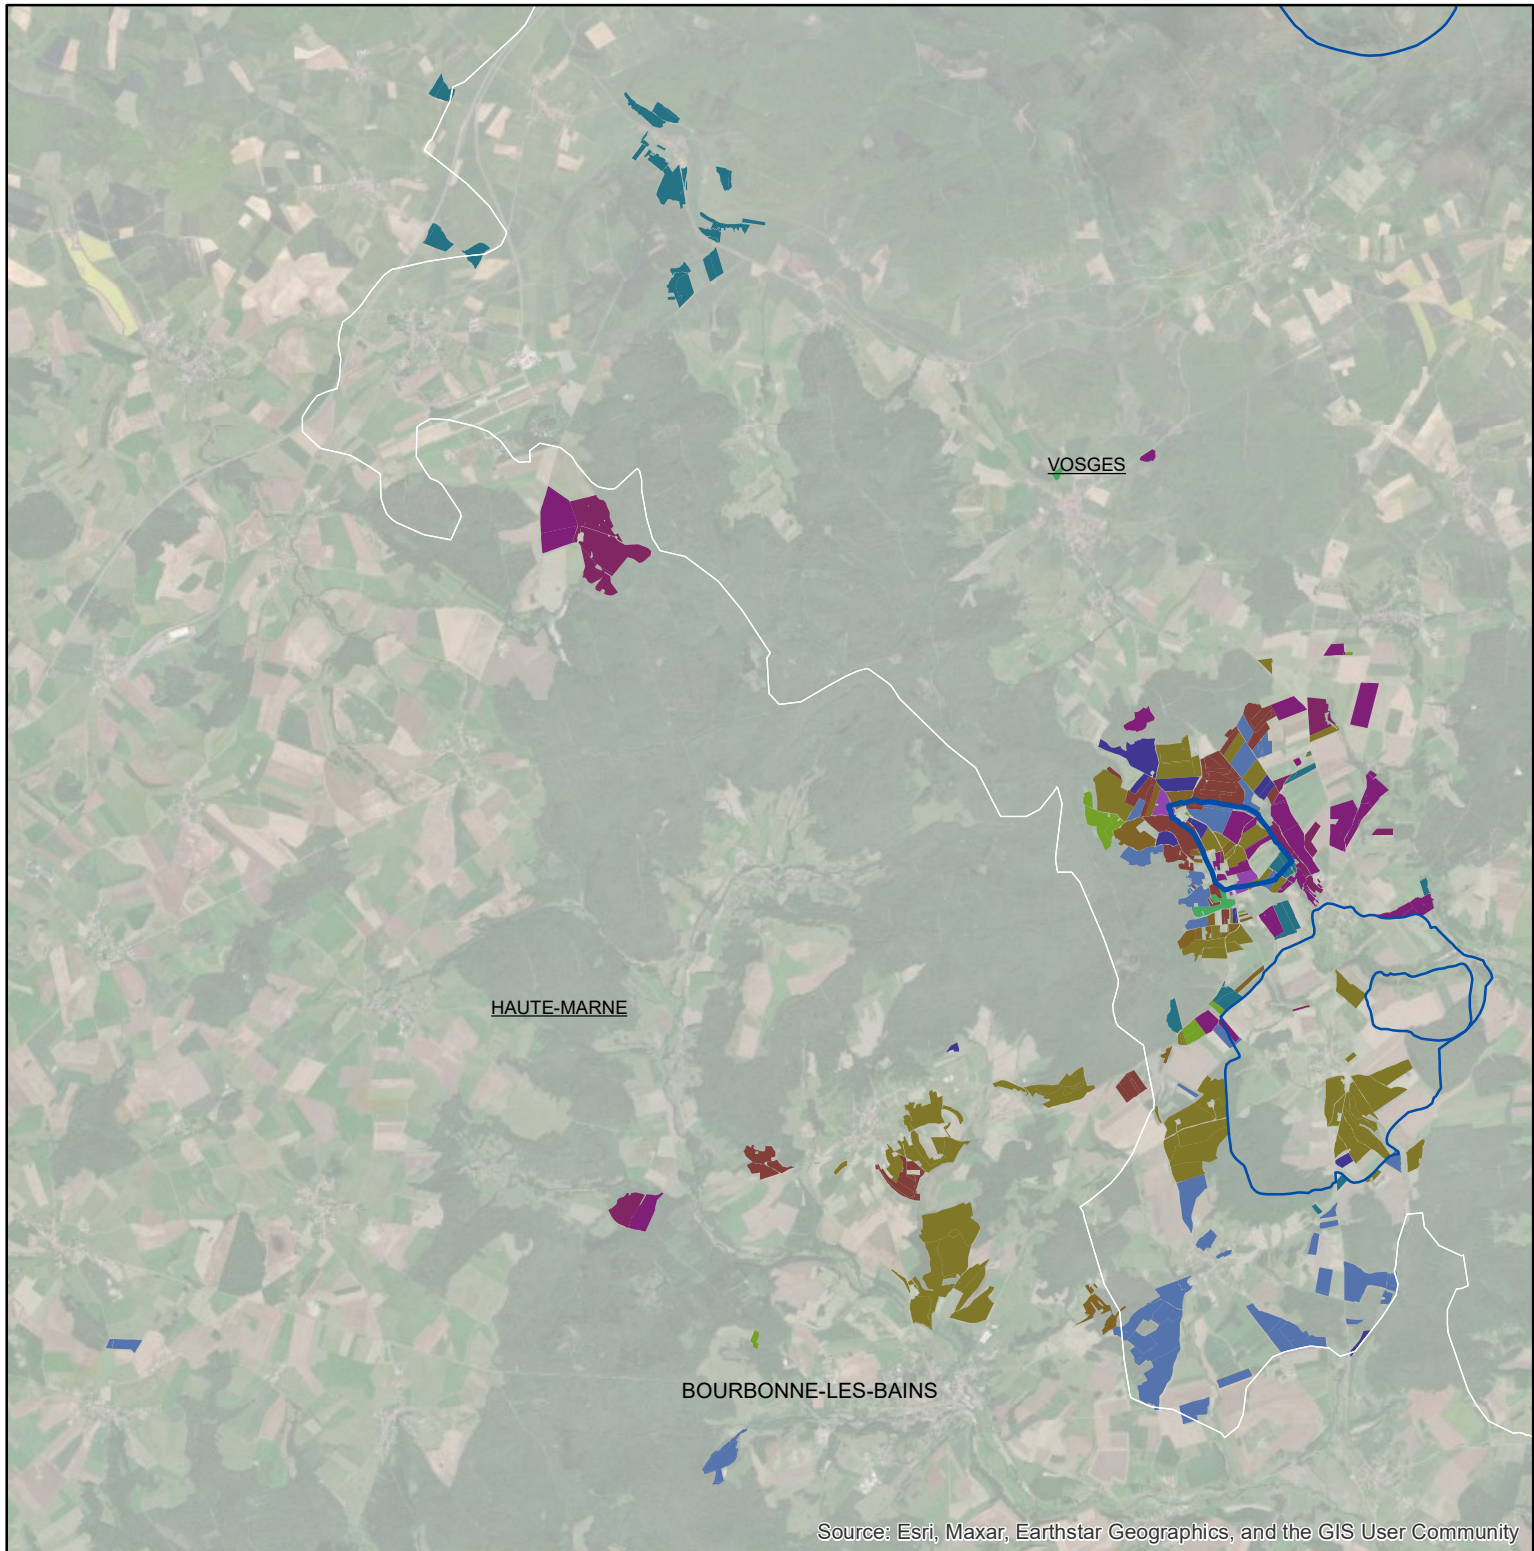 VOSGES
HAUTE-MARNE
BOURBONNE-LES-BAINS
Source: Esri, Maxar, Earthstar Geographics, and the GIS User Community